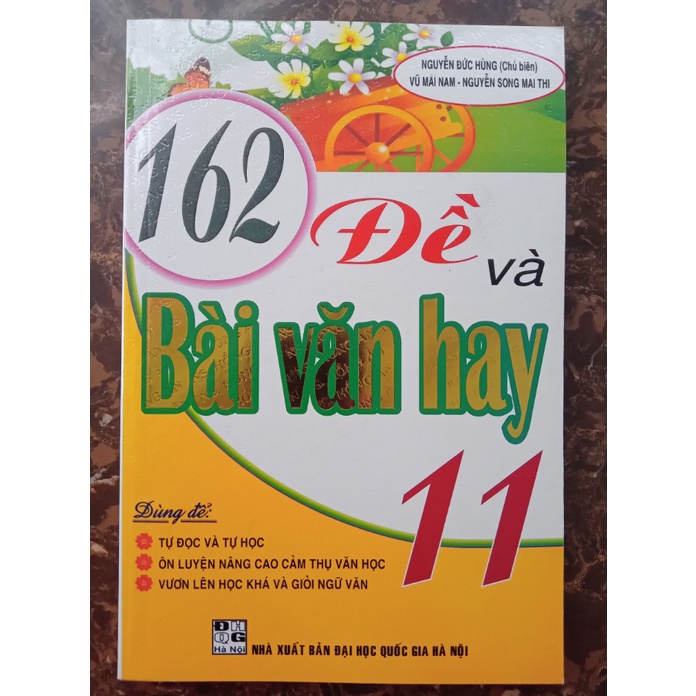 NGUYỄN ĐỨC HÙNG (Chủ biên)
VŨ MAI NAM - NGUYỄN SONG MAI THI
162
Đề và
Bài văn hay
11
Dùng để:
TỰ ĐỌC VÀ TỰ HỌC
ÔN LUYỆN NÂNG CAO CẢM THỤ VĂN HỌC
VƯƠN LÊN HỌC KHÁ VÀ GIỎI NGỮ VĂN
ĐH
QG
Hà Nội
NHÀ XUẤT BẢN ĐẠI HỌC QUỐC GIA HÀ NỘI